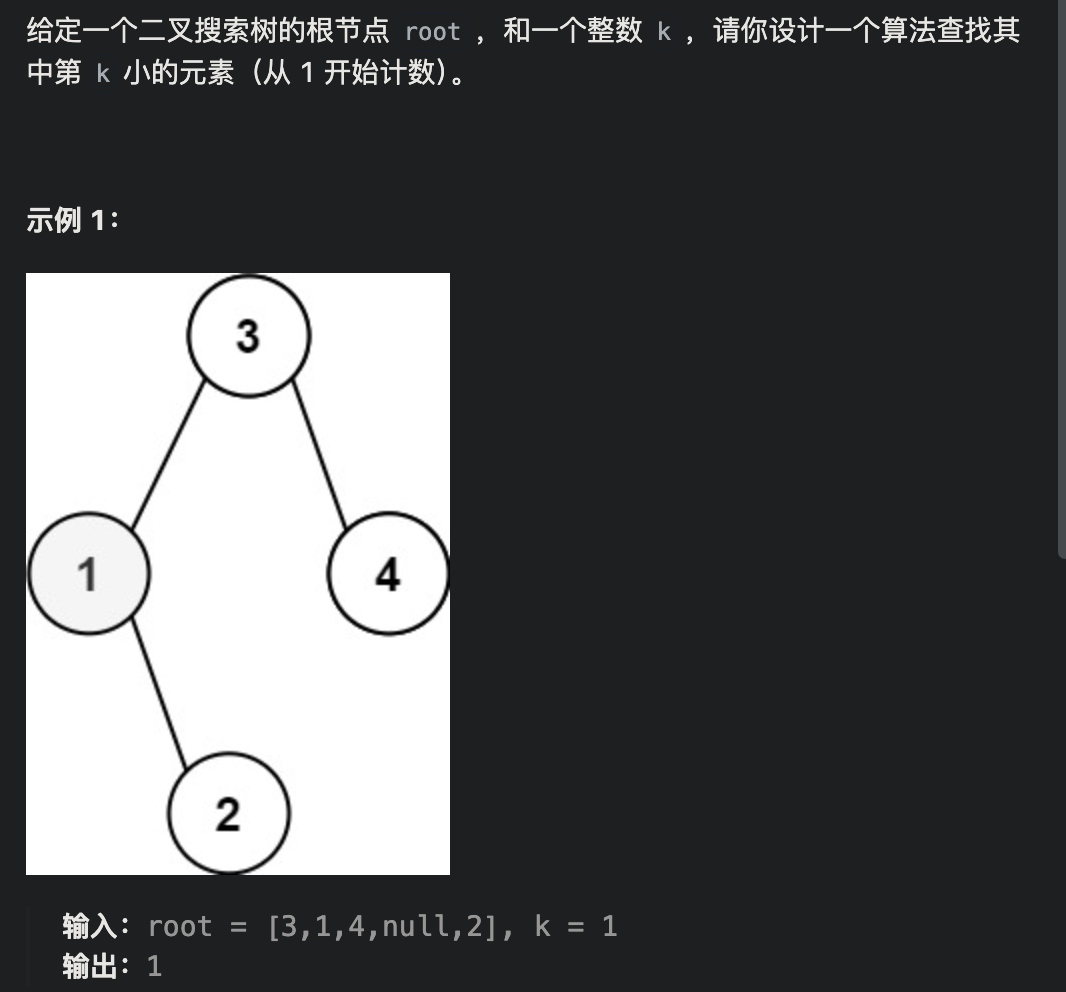 给定一个二叉搜索树的根节点 root ，和一个整数 k ，请你设计一个算法查找其
中第 k 小的元素（从 1 开始计数）。
示例 1：
3
1
4
2
输入：root = [3,1,4,null,2], k = 1
输出：1